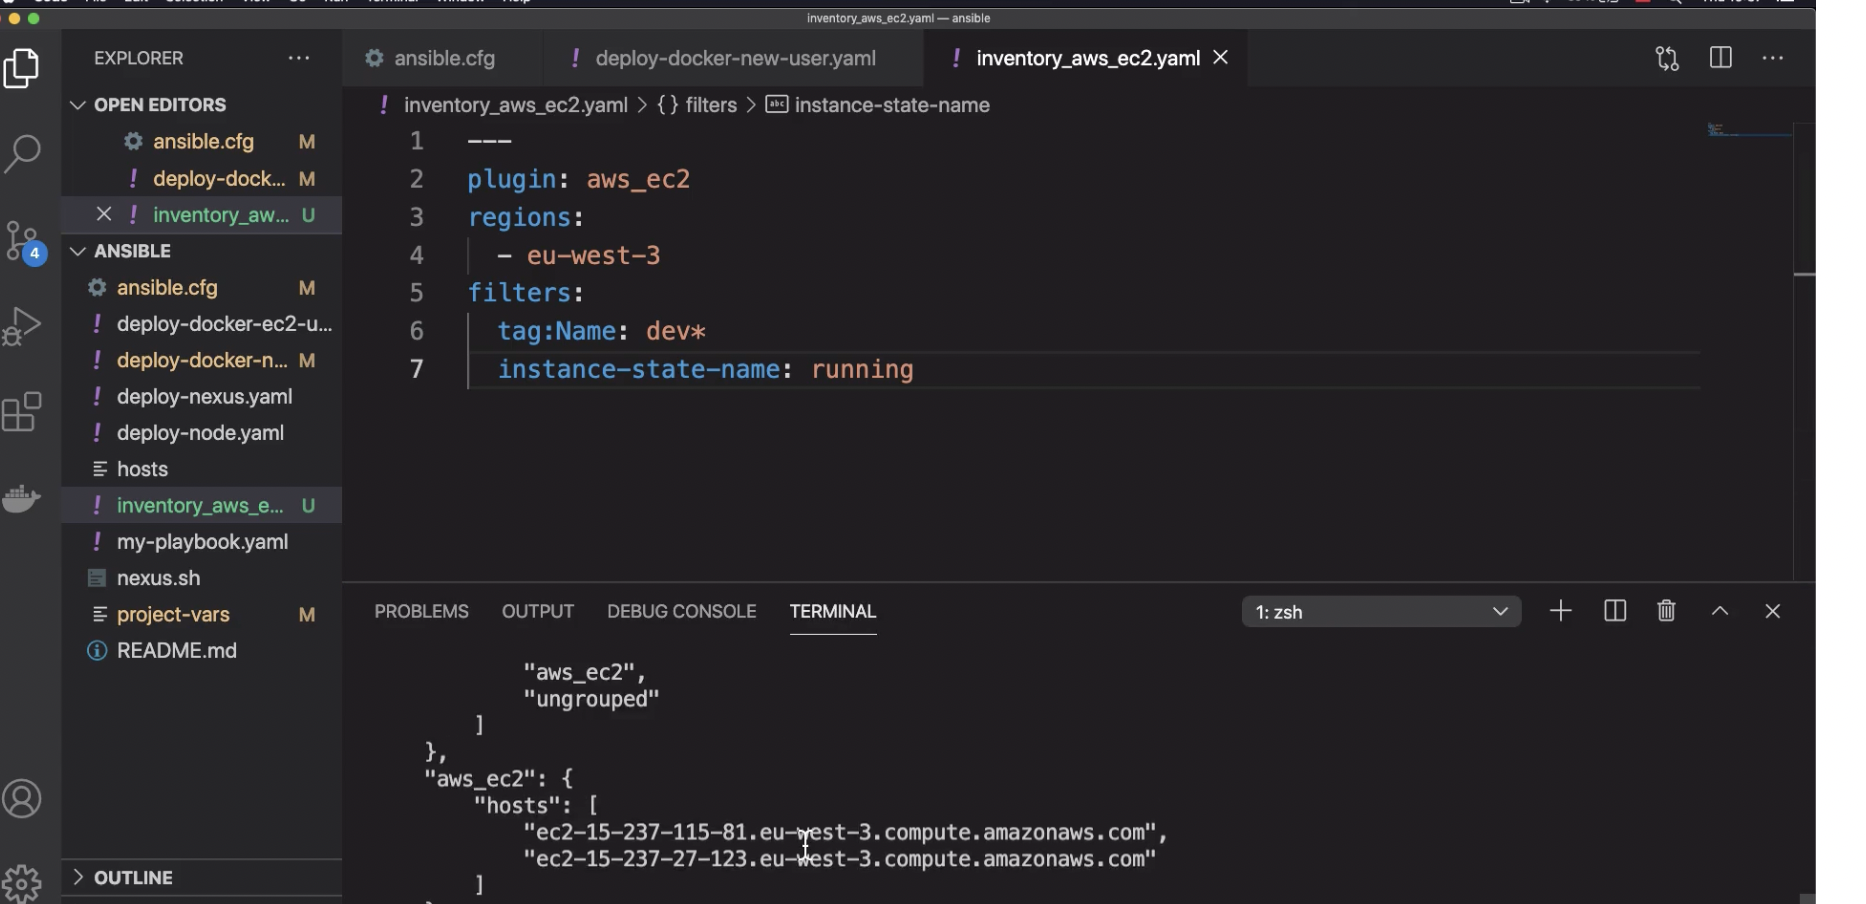 inventory_aws_ec2.yaml — ansible
EXPLORER
OPEN EDITORS
ansible.cfg M
deploy-dock... M
inventory_aw... U
4
ANSIBLE
ansible.cfg M
deploy-docker-ec2-u...
deploy-docker-n... M
deploy-nexus.yaml
deploy-node.yaml
hosts
inventory_aws_e... U
my-playbook.yaml
nexus.sh
project-vars M
README.md
OUTLINE
ansible.cfg
deploy-docker-new-user.yaml
inventory_aws_ec2.yaml
inventory_aws_ec2.yaml > {} filters > abc instance-state-name
1 ---
2 plugin: aws_ec2
3 regions:
4 - eu-west-3
5 filters:
6 tag:Name: dev*
7 instance-state-name: running
PROBLEMS OUTPUT DEBUG CONSOLE TERMINAL
1: zsh
"aws_ec2",
"ungrouped"
]
},
"aws_ec2": {
"hosts": [
"ec2-15-237-115-81.eu-west-3.compute.amazonaws.com",
"ec2-15-237-27-123.eu-west-3.compute.amazonaws.com"
]